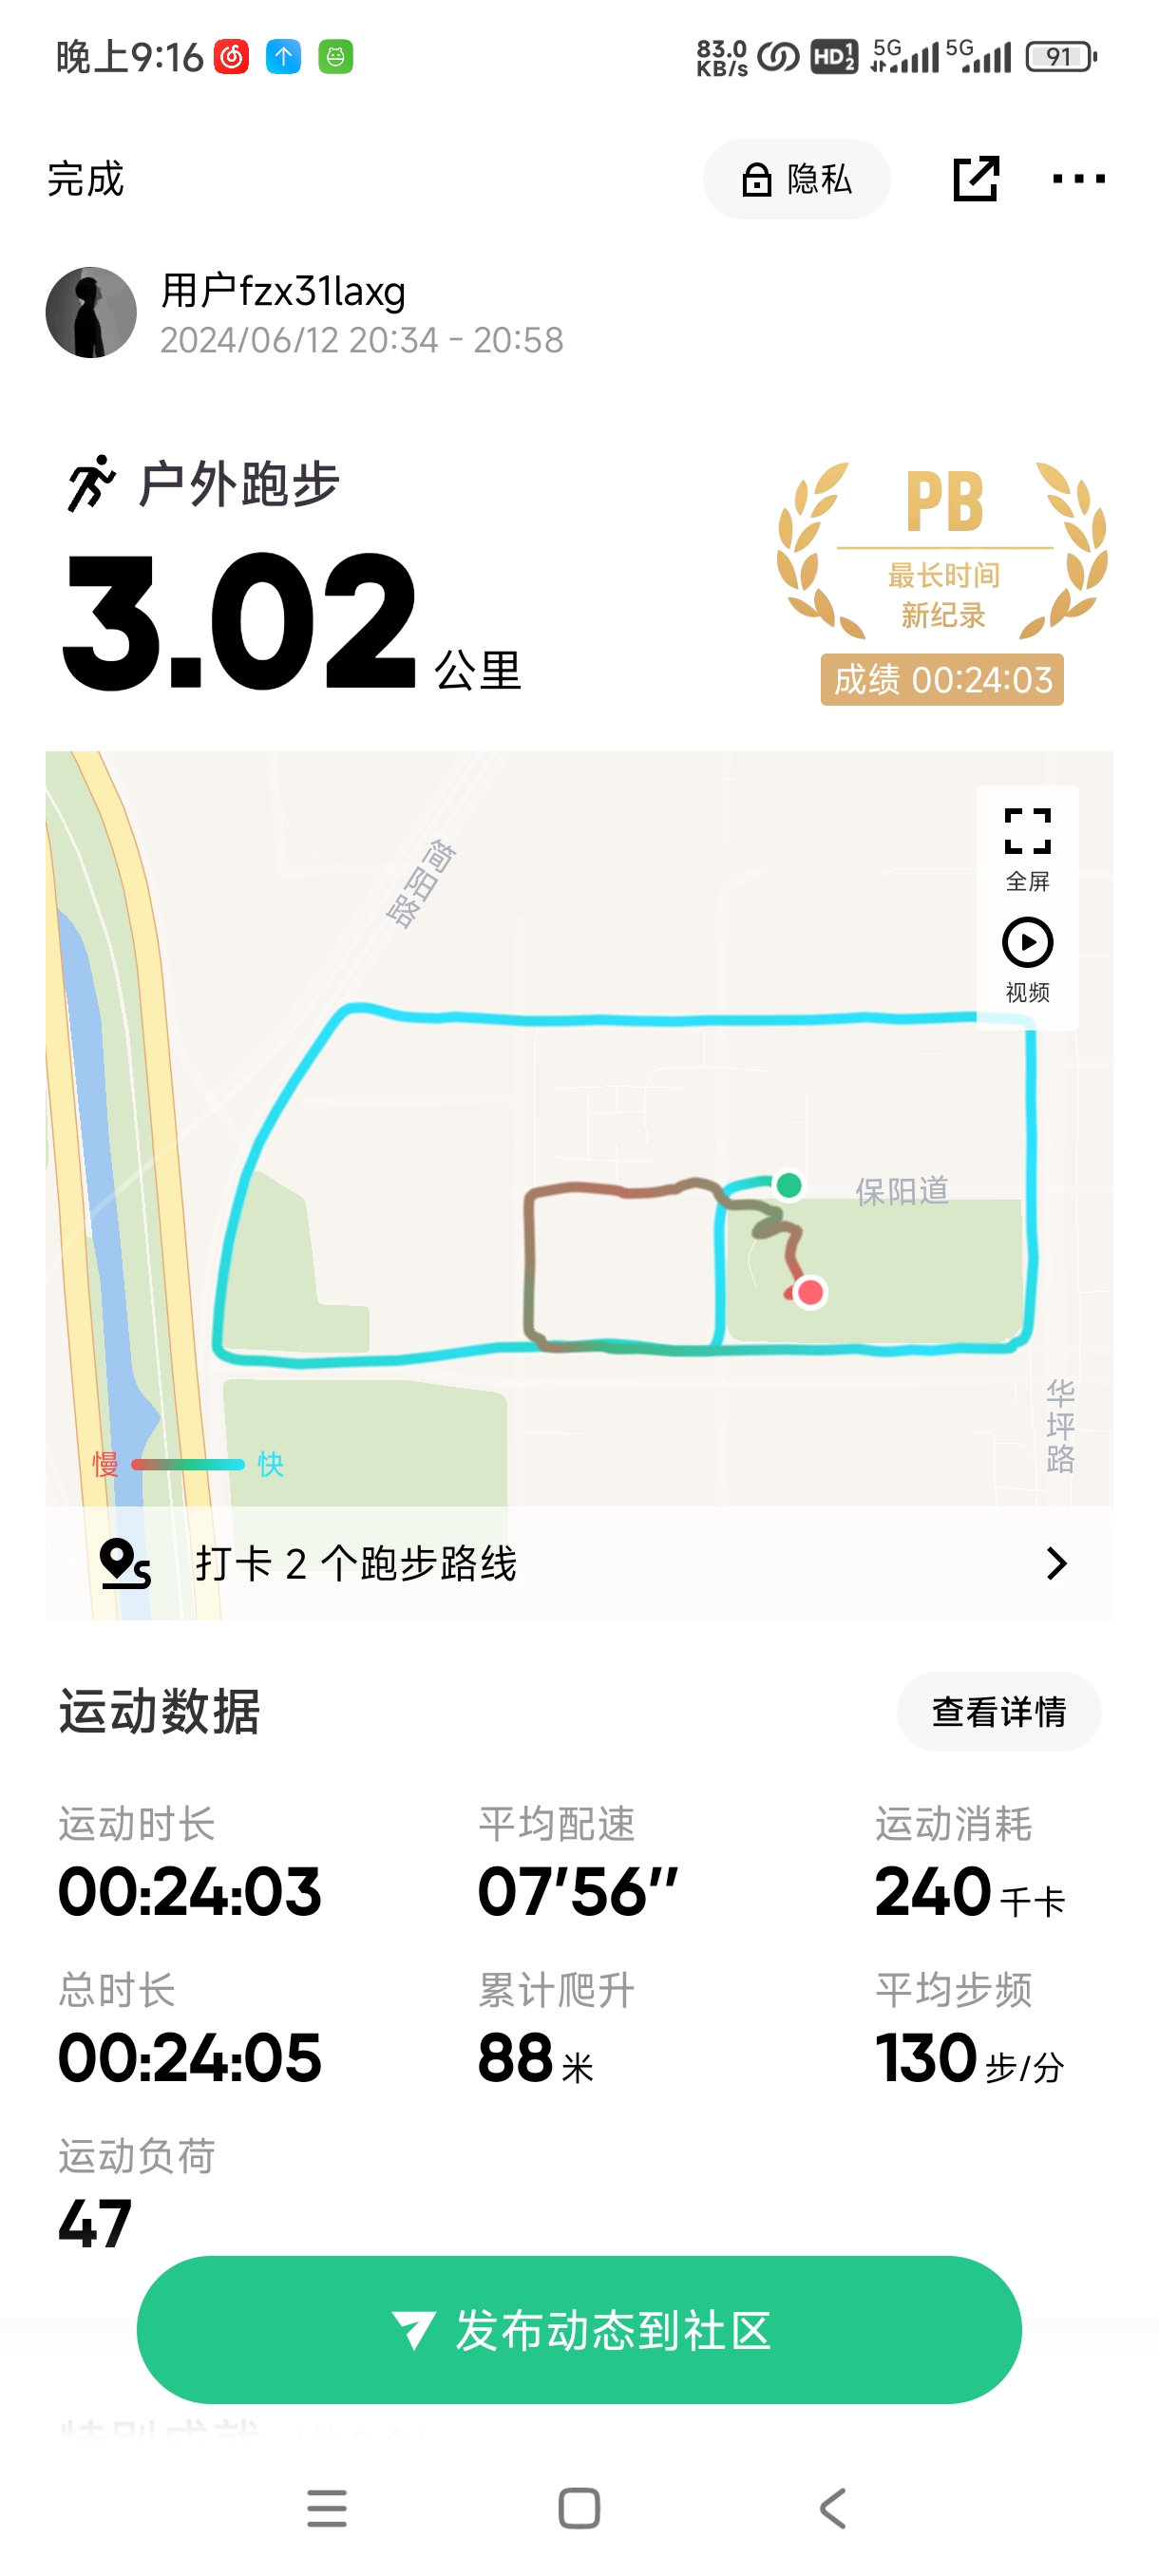 晚上9:16
83.0
KB/s
HD 1 2
5G
5G
91
完成
隐私
用户fzx31laxg
2024/06/12 20:34 - 20:58
户外跑步
3.02 公里
PB
最长时间
新纪录
成绩 00:24:03
全屏
视频
简阳路
保阳道
华坪路
慢
快
打卡 2 个跑步路线
运动数据
查看详情
运动时长 平均配速 运动消耗
00:24:03 07'56'' 240 千卡
总时长 累计爬升 平均步频
00:24:05 88 米 130 步/分
运动负荷
47
发布动态到社区